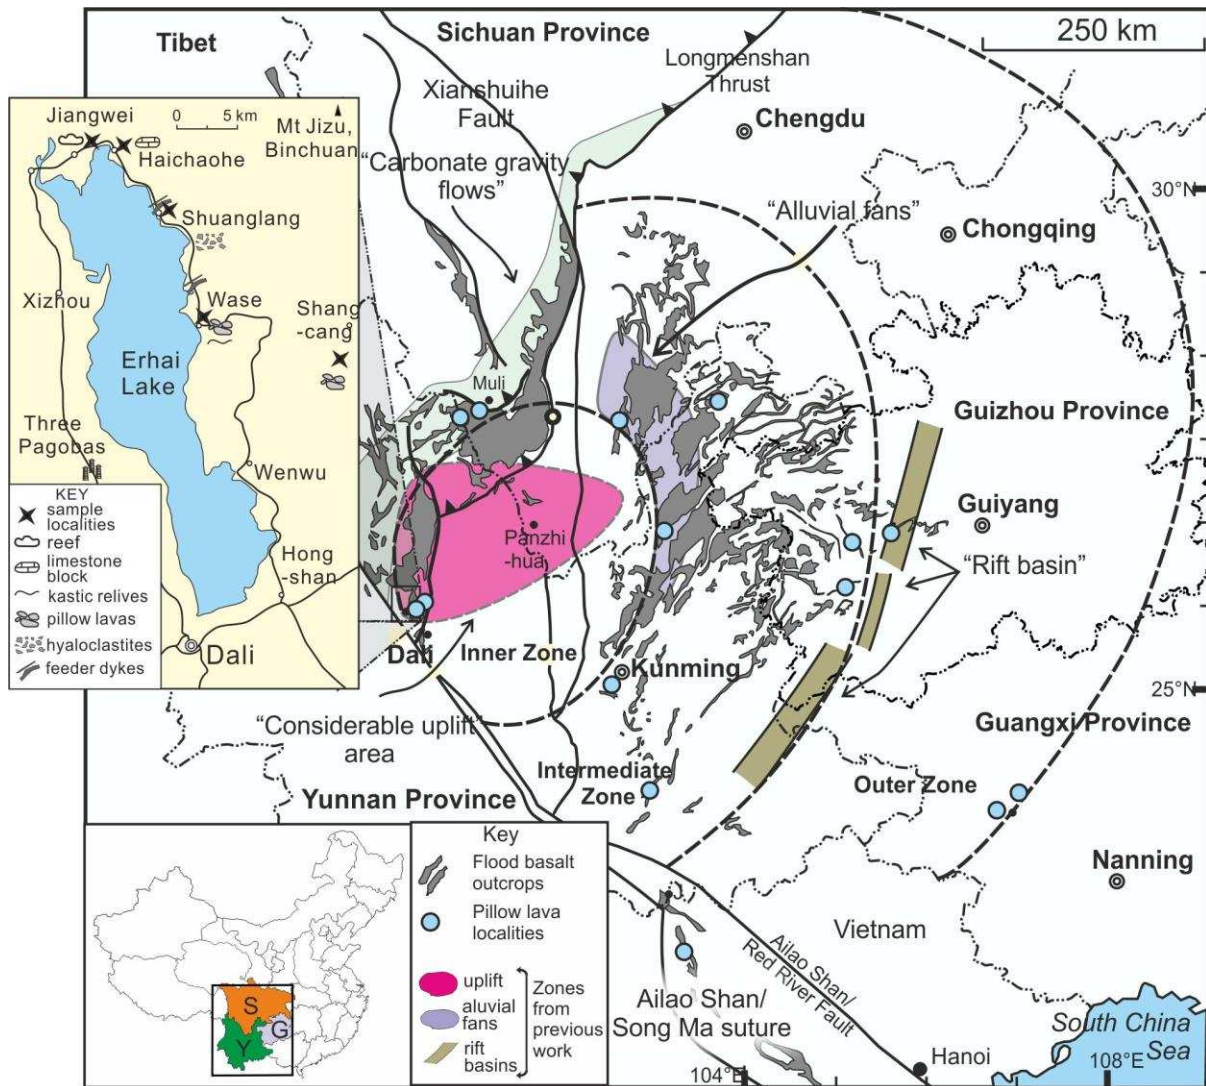 Tibet
Sichuan Province
250 km
Longmenshan
Thrust
Xianshuihe
Fault
Chengdu
"Carbonate gravity
flows"
30°N
"Alluvial fans"
Chongqing
Jiangwei
0 5 km
Mt Jizu,
Binchuan
Haichaohe
Shuanglang
Xizhou
Wase
Shang
-cang
Erhai
Lake
Three
Pagobas
Wenwu
Hong
-shan
Dali
KEY
sample
localities
reef
limestone
block
kastic relives
pillow lavas
hyaloclastites
feeder dykes
Muli
Guizhou Province
Panzhi
-hua
Guiyang
"Rift basin"
Dali
Inner Zone
Kunming
25°N
"Considerable uplift"
area
Guangxi Province
Intermediate
Zone
Outer Zone
Yunnan Province
Nanning
Key
Flood basalt
outcrops
Pillow lava
localities
uplift
aluvial
fans
rift
basins
Zones
from
previous
work
S
G
Y
Vietnam
Ailao Shan/
Red River Fault
Ailao Shan/
Song Ma suture
South China
Sea
Hanoi
104°E
108°E